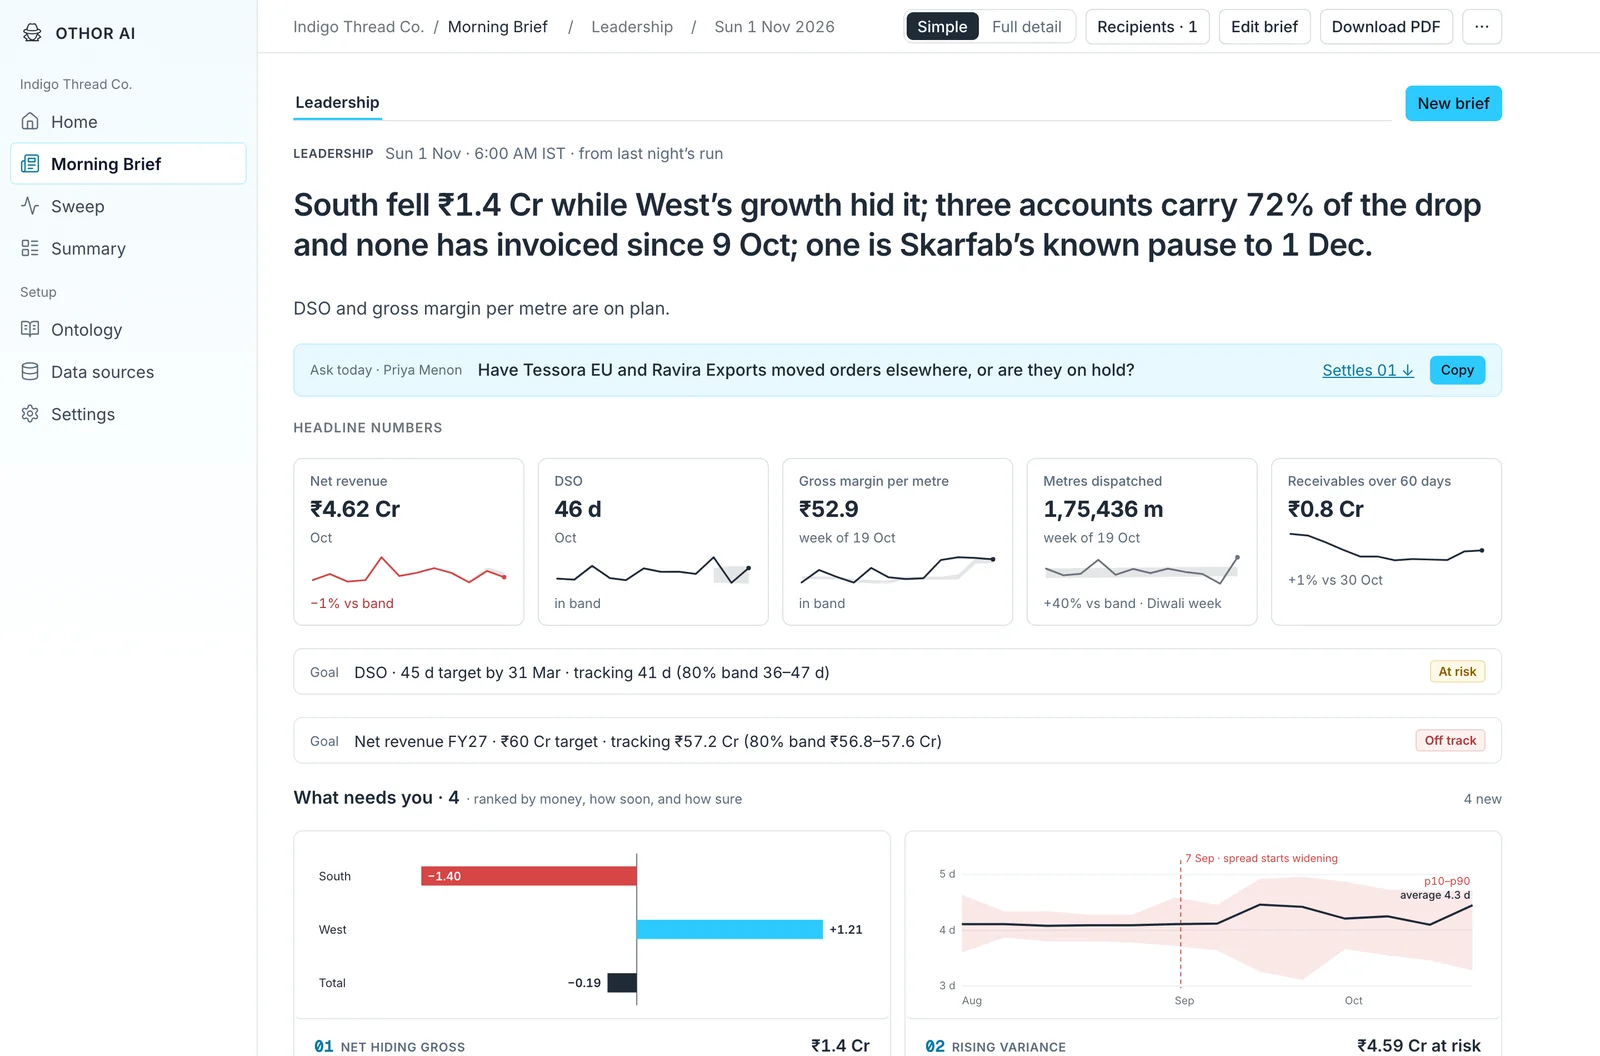 OTHOR AI
Indigo Thread Co.
Home
Morning Brief
Sweep
Summary
Setup
Ontology
Data sources
Settings
Indigo Thread Co. / Morning Brief / Leadership / Sun 1 Nov 2026
Simple Full detail Recipients · 1 Edit brief Download PDF ···
Leadership
New brief
LEADERSHIP Sun 1 Nov · 6:00 AM IST · from last night’s run
South fell ₹1.4 Cr while West’s growth hid it; three accounts carry 72% of the drop
and none has invoiced since 9 Oct; one is Skarfab’s known pause to 1 Dec.
DSO and gross margin per metre are on plan.
Ask today · Priya Menon Have Tessora EU and Ravira Exports moved orders elsewhere, or are they on hold? Settles 01 ↓ Copy
HEADLINE NUMBERS
Net revenue
₹4.62 Cr
Oct
−1% vs band
DSO
46 d
Oct
in band
Gross margin per metre
₹52.9
week of 19 Oct
in band
Metres dispatched
1,75,436 m
week of 19 Oct
+40% vs band · Diwali week
Receivables over 60 days
₹0.8 Cr
+1% vs 30 Oct
Goal DSO · 45 d target by 31 Mar · tracking 41 d (80% band 36–47 d) At risk
Goal Net revenue FY27 · ₹60 Cr target · tracking ₹57.2 Cr (80% band ₹56.8–57.6 Cr) Off track
What needs you · 4 · ranked by money, how soon, and how sure 4 new
South −1.40
West +1.21
Total −0.19
01 NET HIDING GROSS ₹1.4 Cr
7 Sep · spread starts widening
5 d
p10–p90
average 4.3 d
4 d
3 d
Aug Sep Oct
02 RISING VARIANCE ₹4.59 Cr at risk